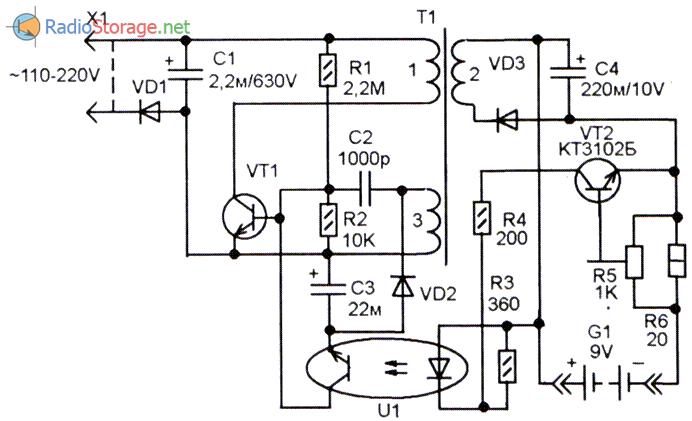 RadioStorage.net
X1
~110-220V
VD1
C1
2,2м/630V
R1
2,2M
T1
1
2
3
VD3
C4
220м/10V
VT2
КТ3102Б
C2
1000p
VT1
R2
10K
R4
200
C3
22м
VD2
R3
360
R5
1K
R6
20
G1
9V
+
−
U1